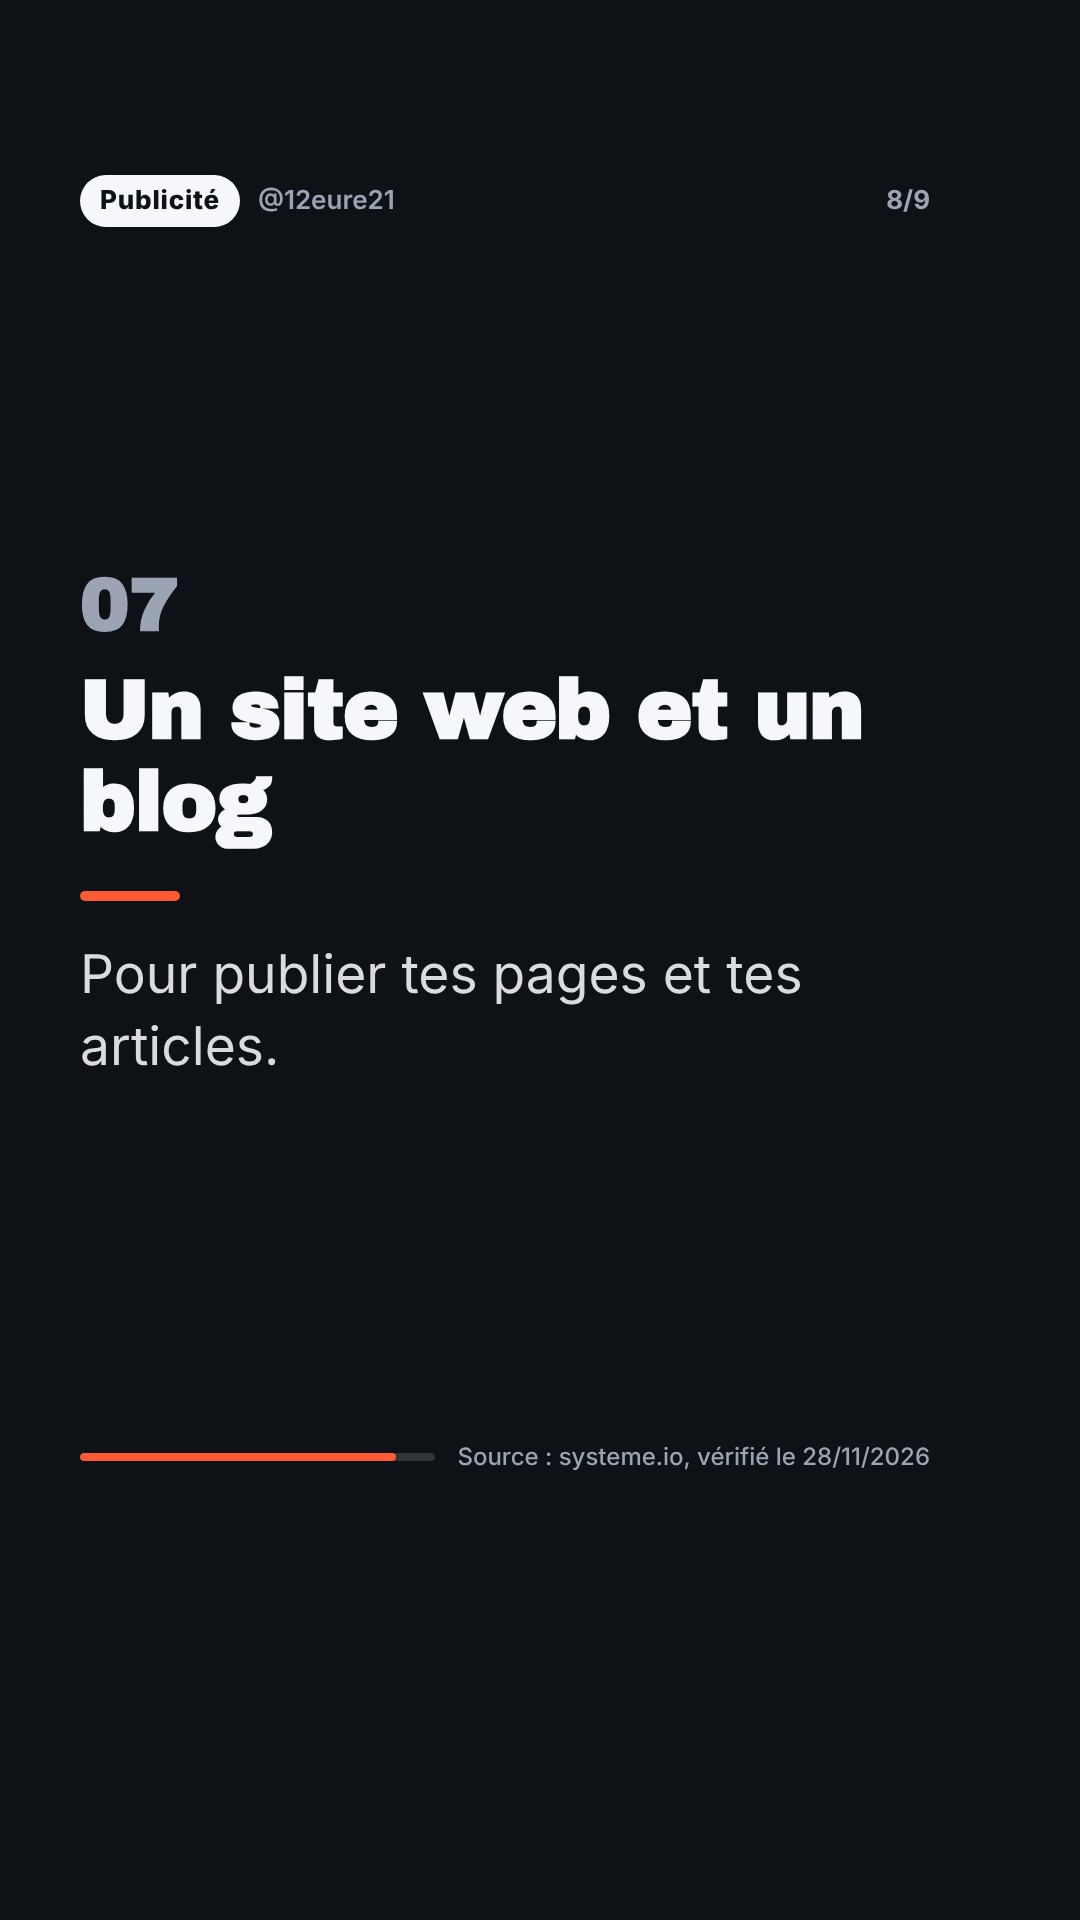 Publicité @12eure21 8/9
07
Un site web et un
blog
Pour publier tes pages et tes
articles.
Source : systeme.io, vérifié le 28/11/2026